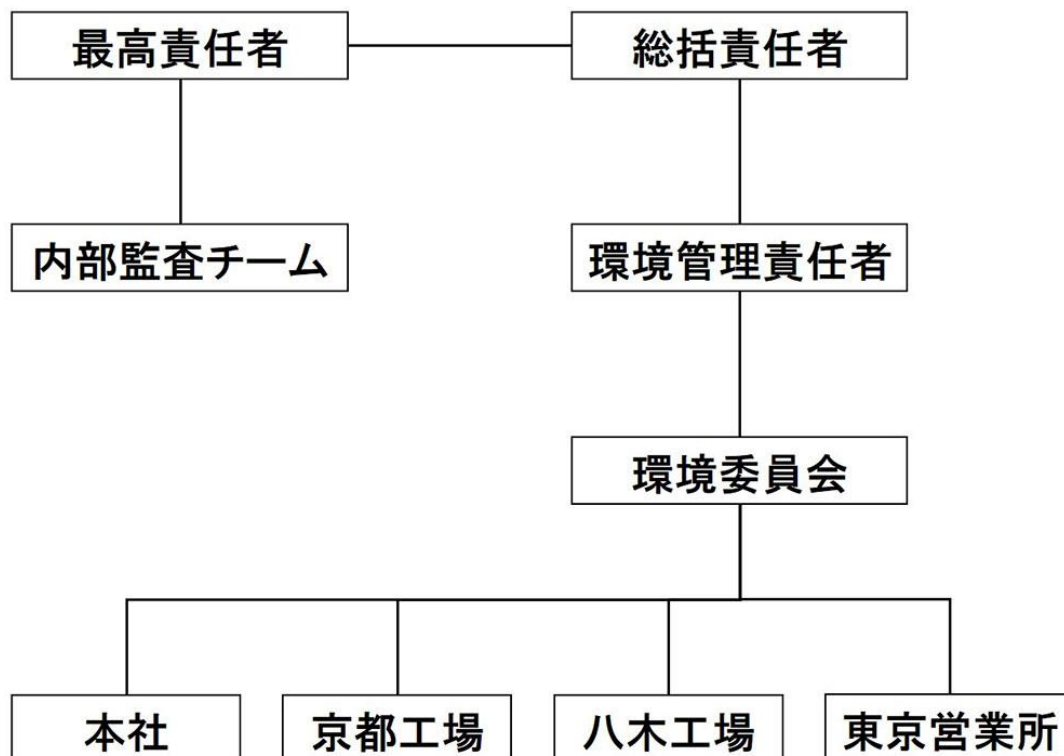 最高責任者
総括責任者
内部監査チーム
環境管理責任者
環境委員会
本社
京都工場
八木工場
東京営業所